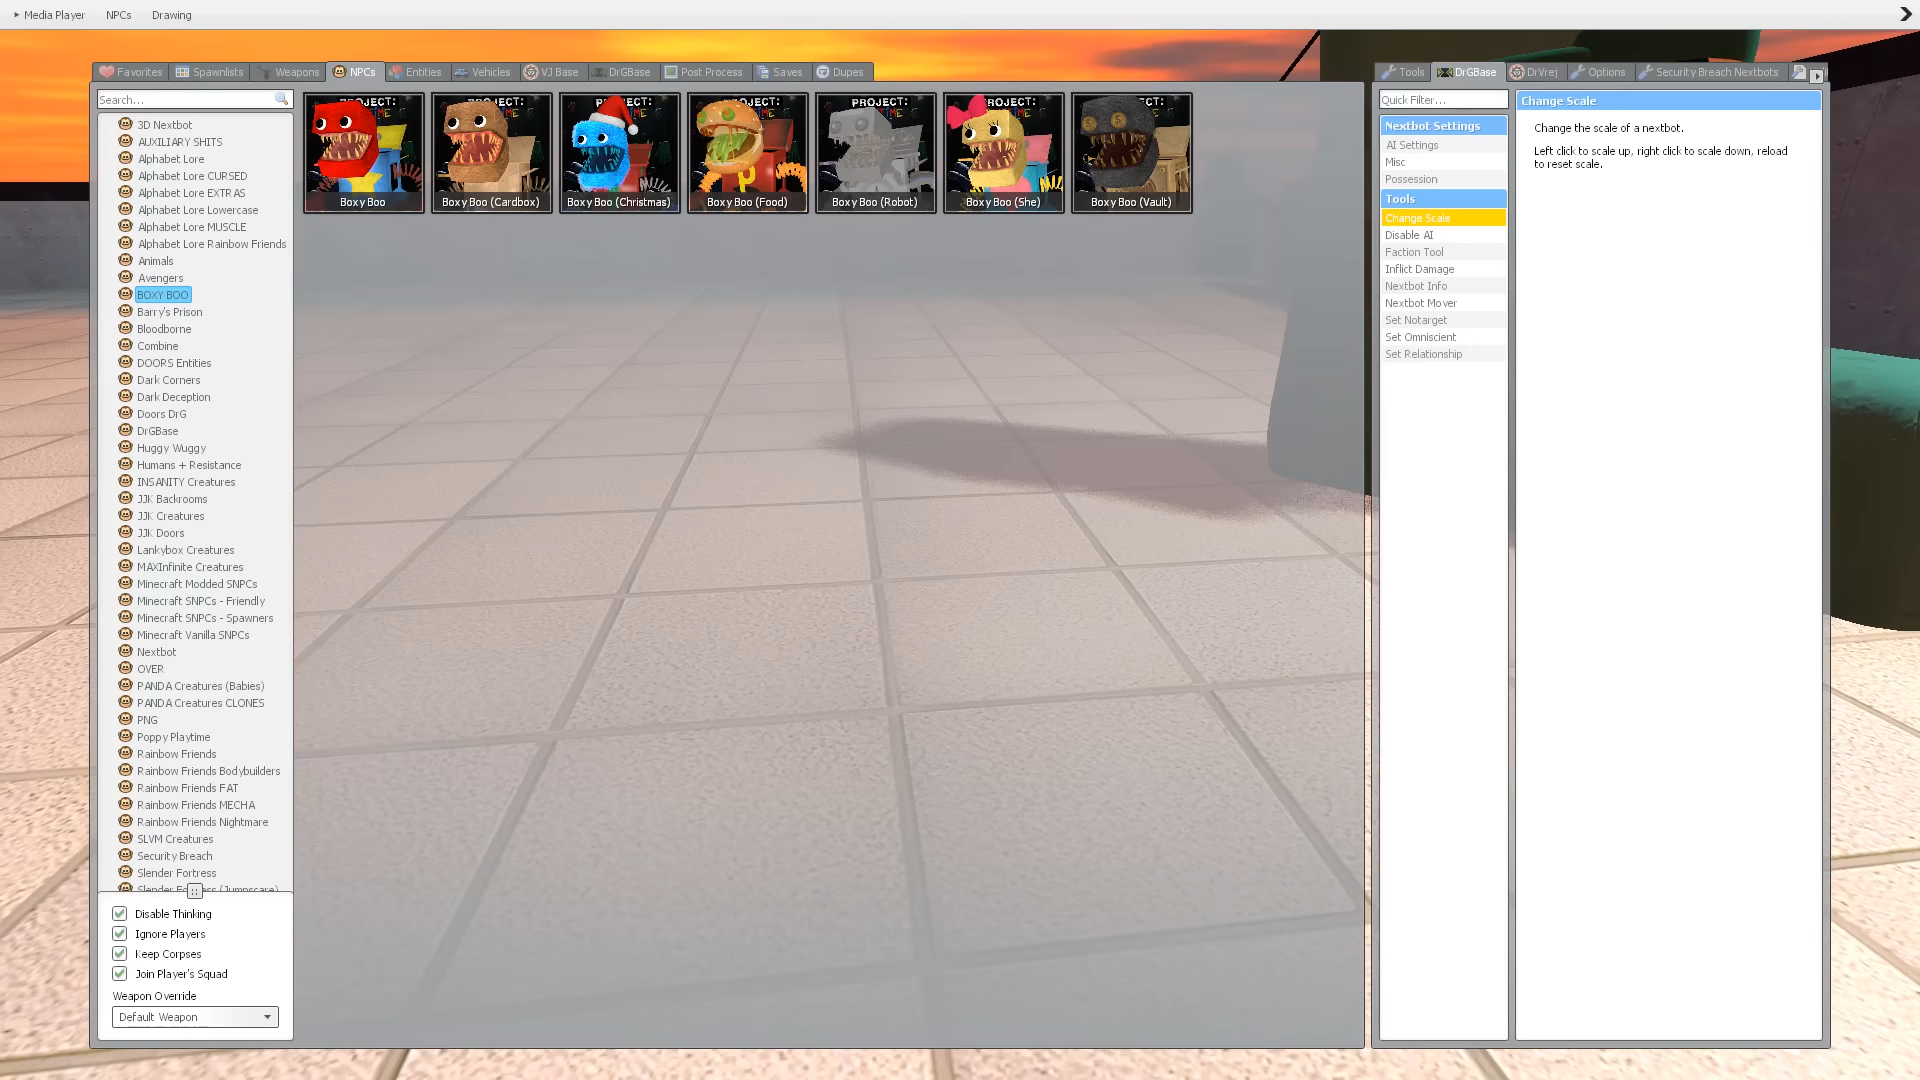 Media Player NPCs Drawing
Favorites Spawnlists Weapons NPCs Entities Vehicles VJ Base DrGBase Post Process Saves Dupes
Search...
3D Nextbot
AUXILIARY SHITS
Alphabet Lore
Alphabet Lore CURSED
Alphabet Lore EXTRAS
Alphabet Lore Lowercase
Alphabet Lore MUSCLE
Alphabet Lore Rainbow Friends
Animals
Avengers
BOXY BOO
Barry's Prison
Bloodborne
Combine
DOORS Entities
Dark Corners
Dark Deception
Doors DrG
DrGBase
Huggy Wuggy
Humans + Resistance
INSANITY Creatures
JJK Backrooms
JJK Creatures
JJK Doors
Lankybox Creatures
MAXInfinite Creatures
Minecraft Modded SNPCs
Minecraft SNPCs - Friendly
Minecraft SNPCs - Spawners
Minecraft Vanilla SNPCs
Nextbot
OVER
PANDA Creatures (Babies)
PANDA Creatures CLONES
PNG
Poppy Playtime
Rainbow Friends
Rainbow Friends Bodybuilders
Rainbow Friends FAT
Rainbow Friends MECHA
Rainbow Friends Nightmare
SLVM Creatures
Security Breach
Slender Fortress
Slender Fortress (Jumpscare)
Disable Thinking
Ignore Players
Keep Corpses
Join Player's Squad
Weapon Override
Default Weapon
Boxy Boo
PROJECT:
Boxy Boo (Cardbox)
Boxy Boo (Christmas)
PROJECT:
Boxy Boo (Food)
PROJECT:
Boxy Boo (Robot)
Boxy Boo (She)
PROJECT:
Boxy Boo (Vault)
Tools DrGBase DrVrej Options Security Breach Nextbots
Quick Filter...
Nextbot Settings
AI Settings
Misc
Possession
Tools
Change Scale
Disable AI
Faction Tool
Inflict Damage
Nextbot Info
Nextbot Mover
Set Notarget
Set Omniscient
Set Relationship
Change Scale
Change the scale of a nextbot.
Left click to scale up, right click to scale down, reload
to reset scale.